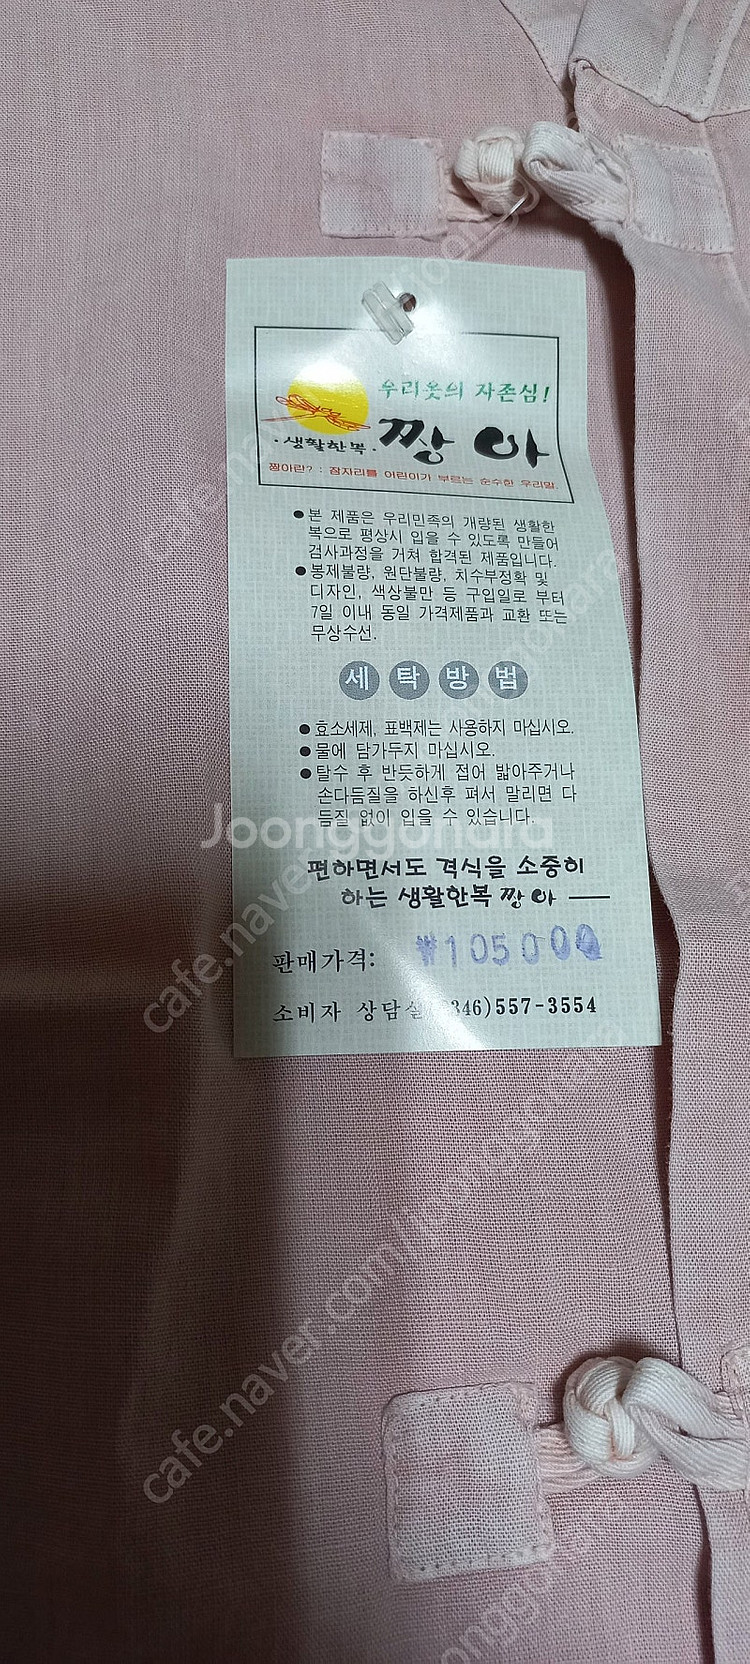 우리옷의 자존심!
·생활한복· 짱아
짱아란? : 잠자리를 어린이가 부르는 순수한 우리말.
●본 제품은 우리민족의 개량된 생활한
복으로 평상시 입을 수 있도록 만들어
검사과정을 거쳐 합격된 제품입니다.
●봉제불량, 원단불량, 치수부정확 및
디자인, 색상불만 등 구입일로 부터
7일 이내 동일 가격제품과 교환 또는
무상수선.
세탁방법
●효소세제, 표백제는 사용하지 마십시오.
●물에 담가두지 마십시오.
●탈수 후 반듯하게 접어 밟아주거나
손다듬질을 하신후 펴서 말리면 다
듬질 없이 입을 수 있습니다.
Joonggonara
편하면서도 격식을 소중히
하는 생활한복 짱아
판매가격: ₩105000
소비자 상담실 346)557-3554
cafe.naver.com/joonggonara
cafe.naver.com/joonggonara